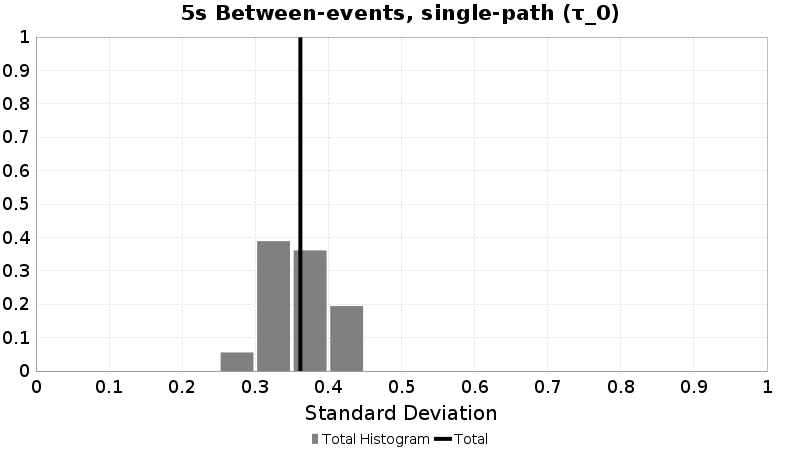 5s Between-events, single-path (τ_0)
1
0.9
0.8
0.7
0.6
0.5
0.4
0.3
0.2
0.1
0
0 0.1 0.2 0.3 0.4 0.5 0.6 0.7 0.8 0.9 1
Standard Deviation
Total Histogram Total